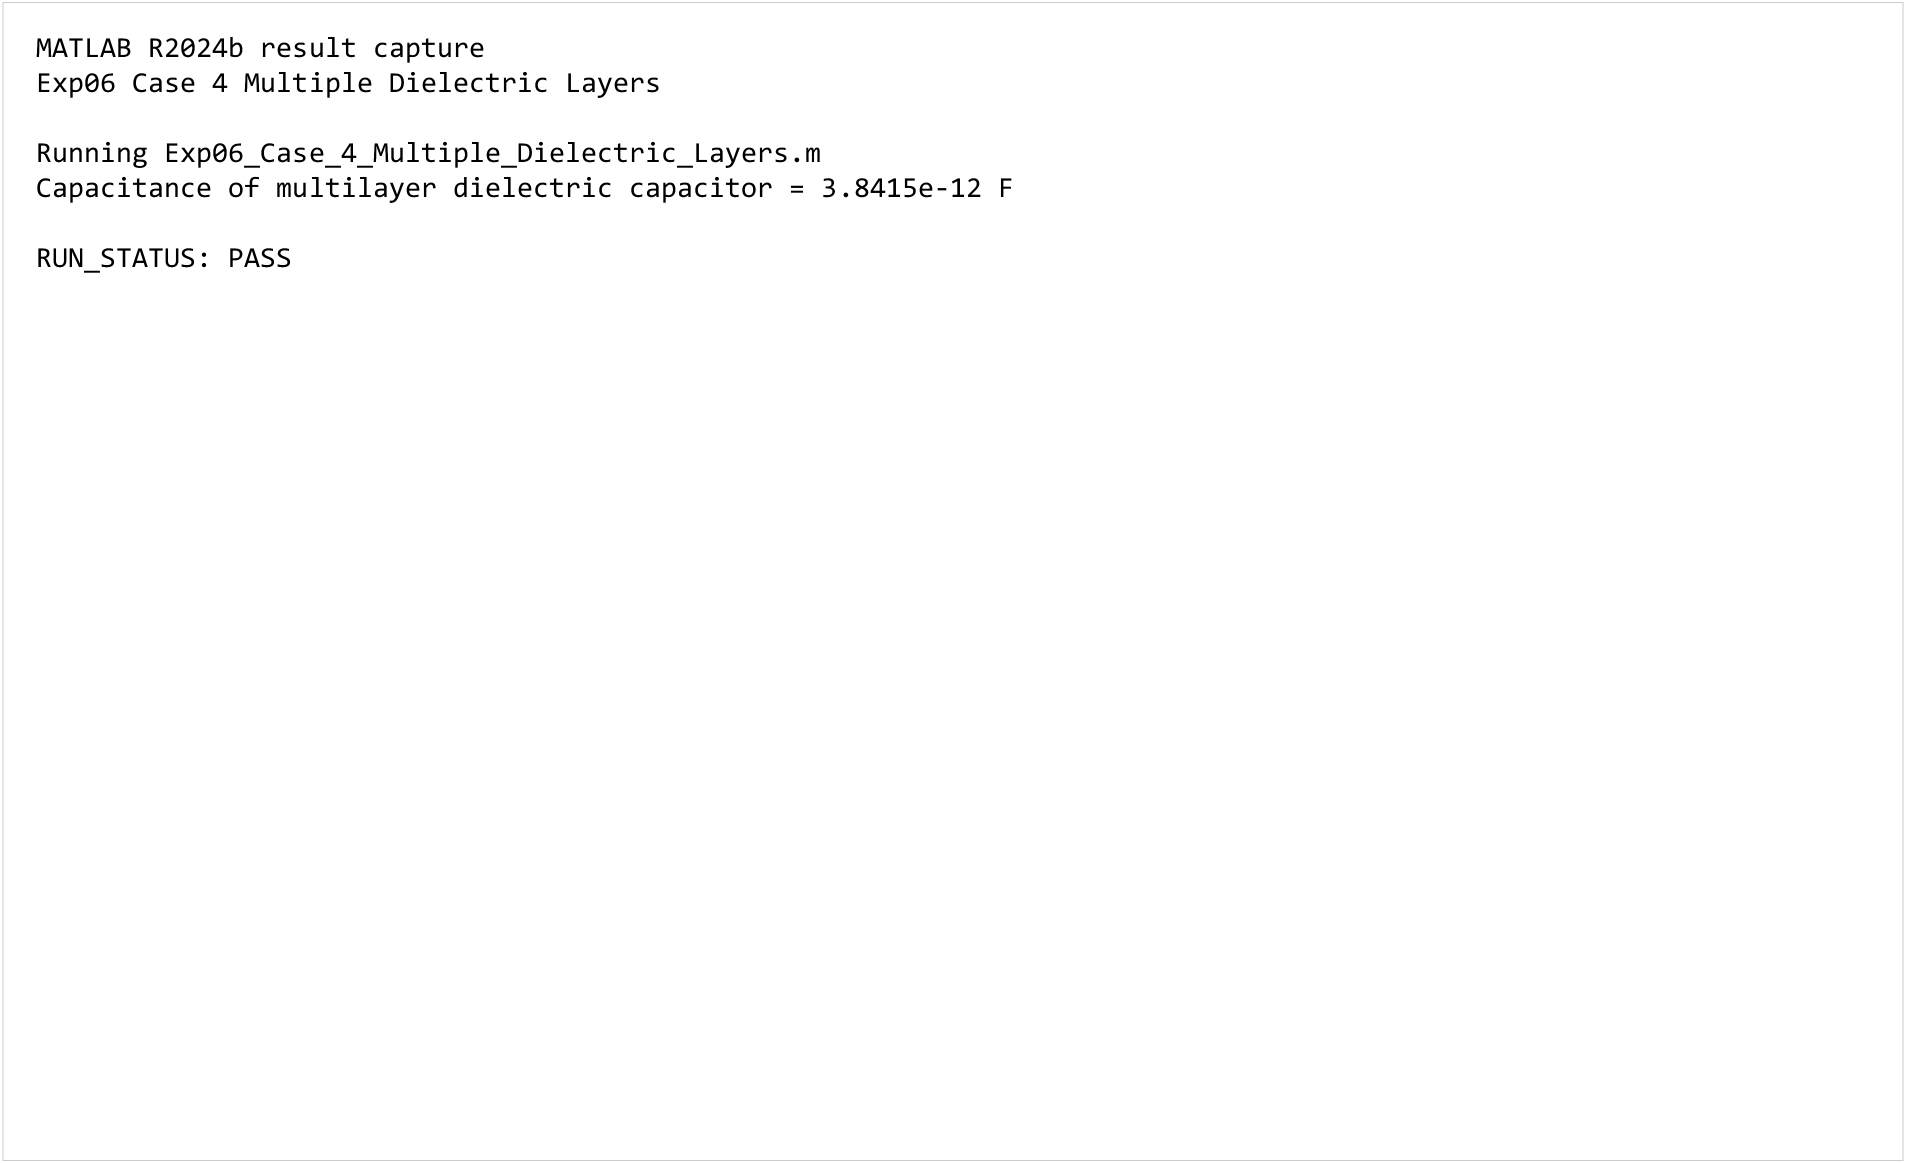 MATLAB R2024b result capture
Exp06 Case 4 Multiple Dielectric Layers
Running Exp06_Case_4_Multiple_Dielectric_Layers.m
Capacitance of multilayer dielectric capacitor = 3.8415e-12 F
RUN_STATUS: PASS